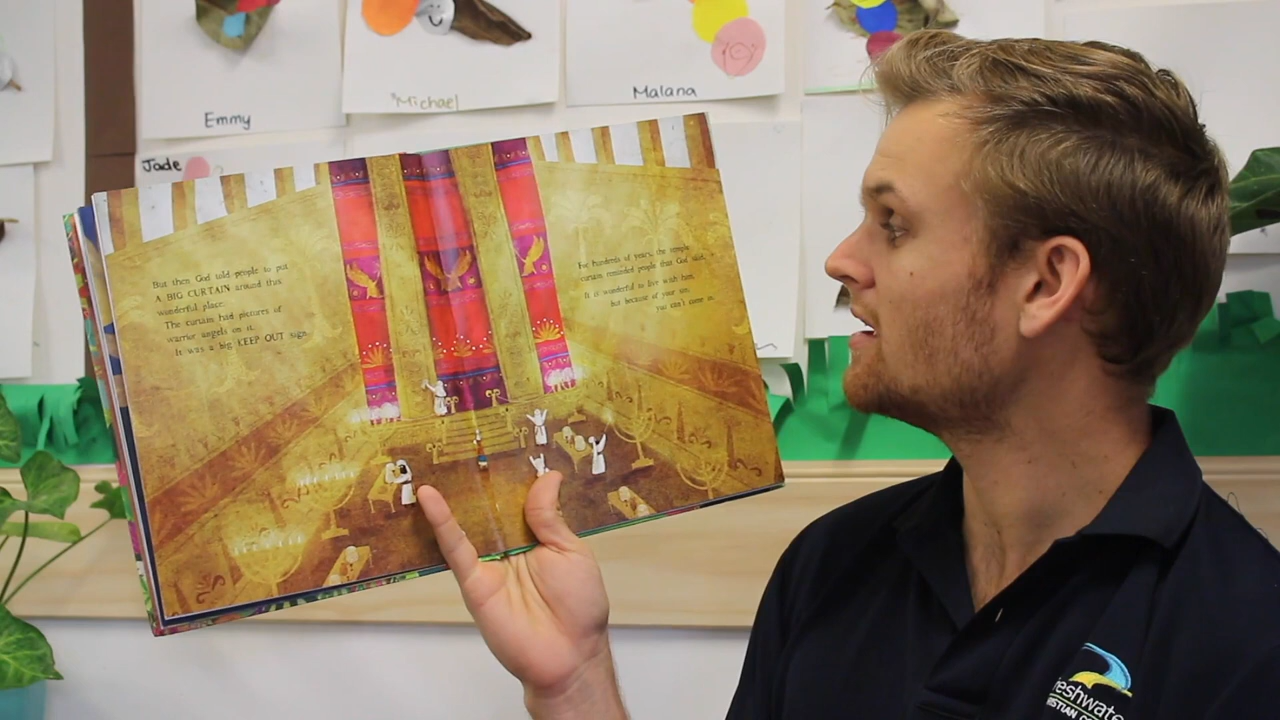 Emmy
Michael
Malana
Jade
But then God told people to put
A BIG CURTAIN around this
wonderful place.
The curtain had pictures of
warrior angels on it.
It was a big KEEP OUT sign.
For hundreds of years, the temple
curtain reminded people that God said,
It is wonderful to live with him,
but because of your sin,
you can't come in.